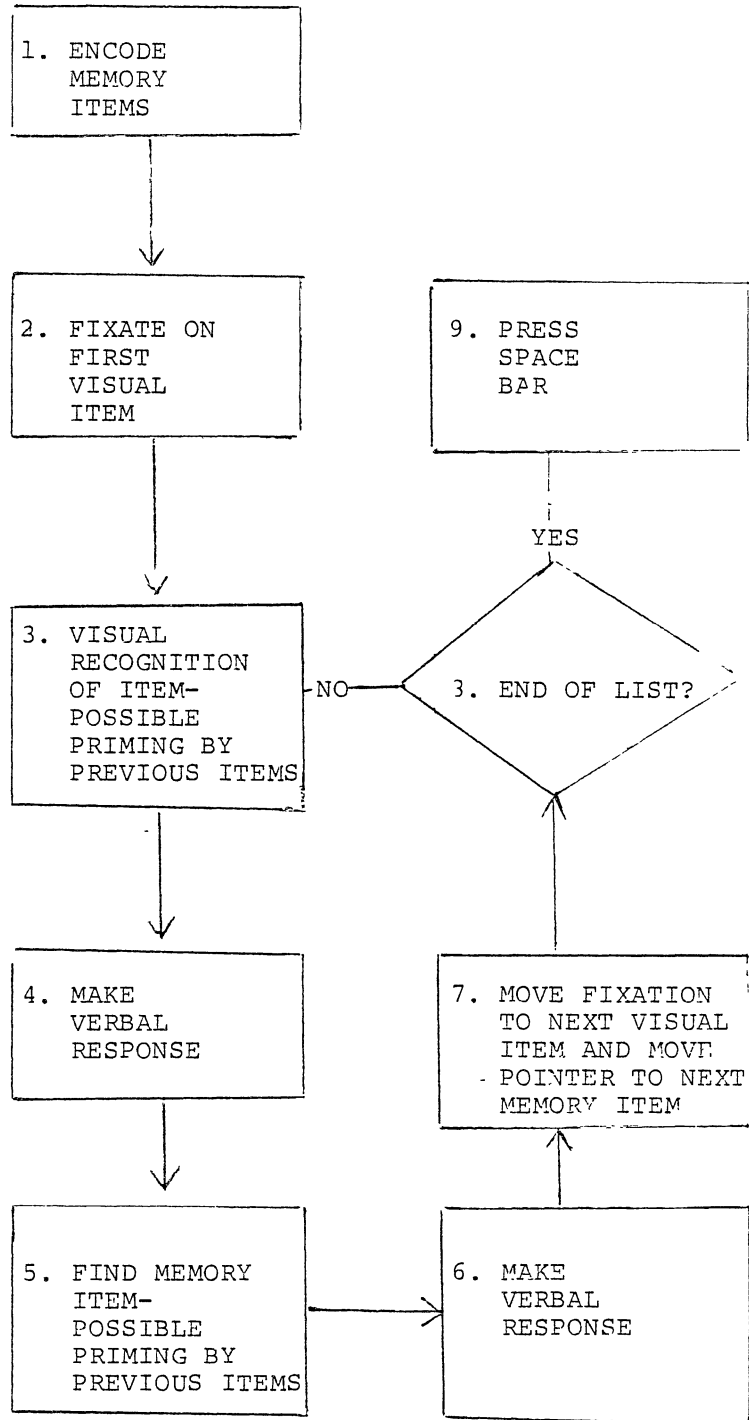 1. ENCODE
MEMORY
ITEMS
2. FIXATE ON
FIRST
VISUAL
ITEM
3. VISUAL
RECOGNITION
OF ITEM-
POSSIBLE
PRIMING BY
PREVIOUS ITEMS
4. MAKE
VERBAL
RESPONSE
5. FIND MEMORY
ITEM-
POSSIBLE
PRIMING BY
PREVIOUS ITEMS
6. MAKE
VERBAL
RESPONSE
7. MOVE FIXATION
TO NEXT VISUAL
ITEM AND MOVE
POINTER TO NEXT
MEMORY ITEM
3. END OF LIST?
NO
YES
9. PRESS
SPACE
BAR